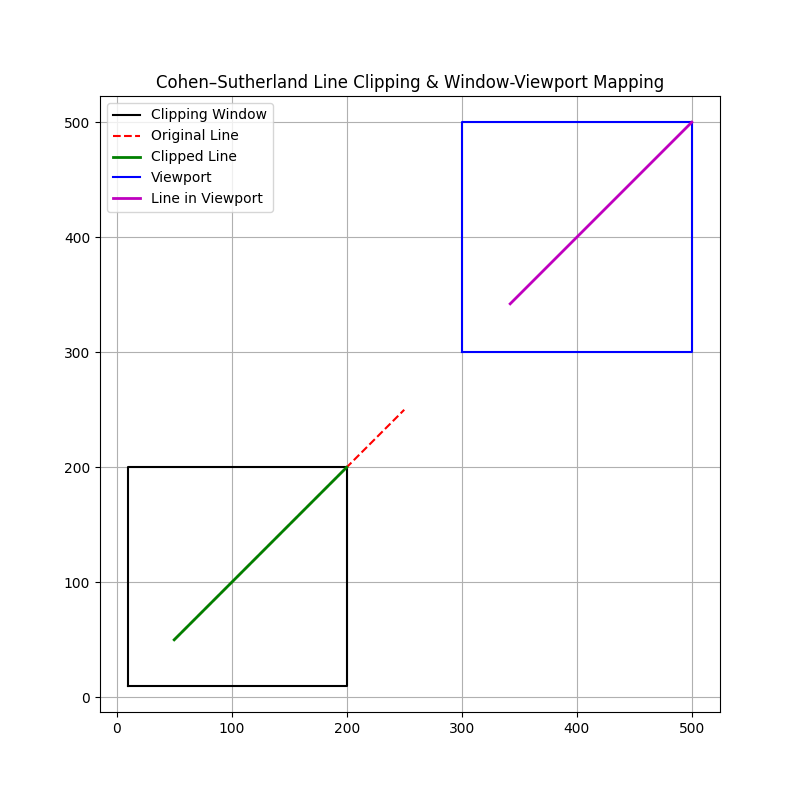 Cohen–Sutherland Line Clipping & Window-Viewport Mapping
Clipping Window
Original Line
Clipped Line
Viewport
Line in Viewport
500
400
300
200
100
0
0 100 200 300 400 500